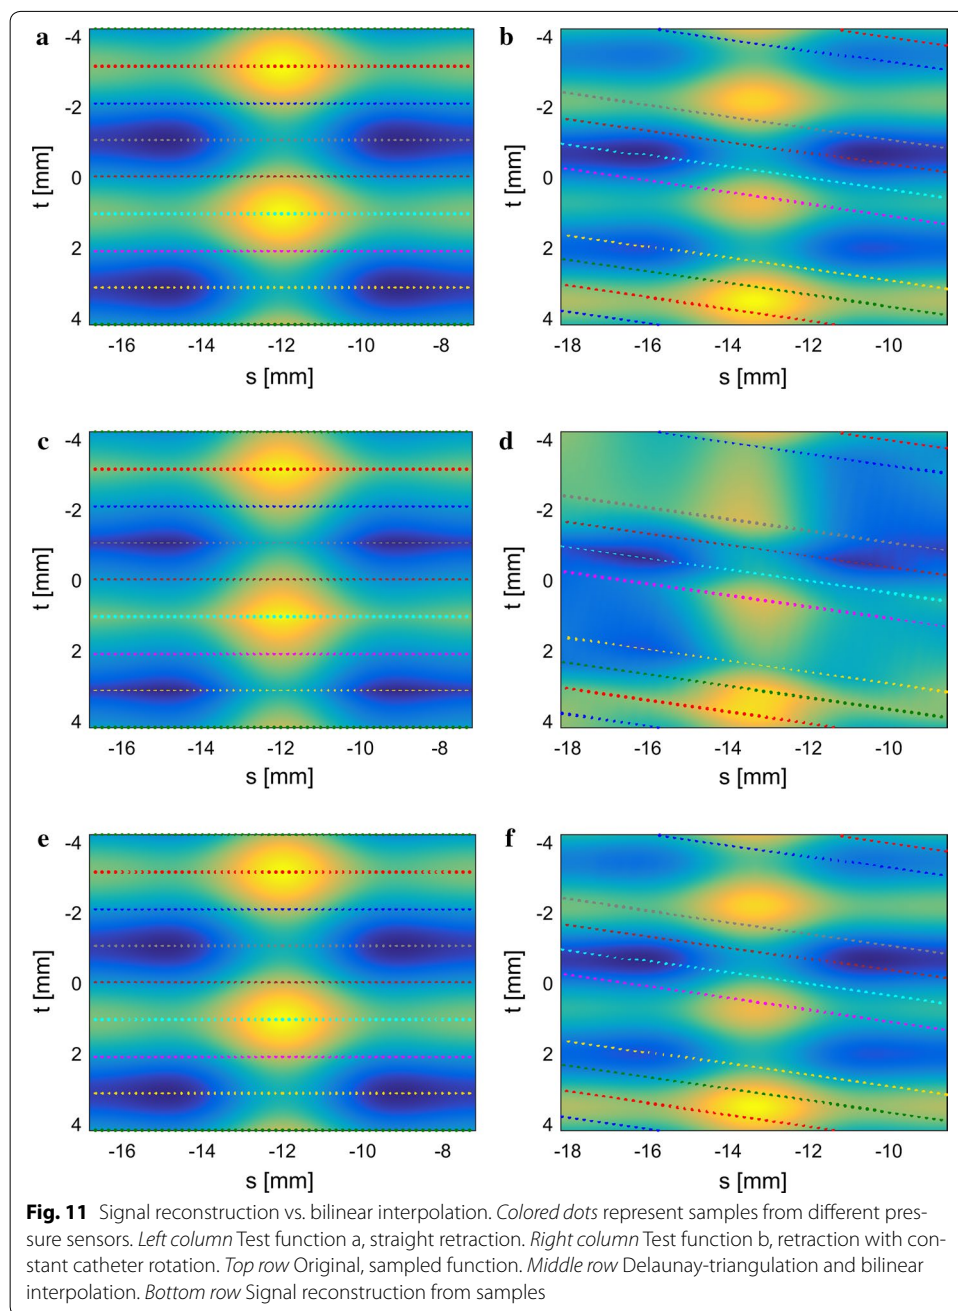 a
b
-4
-2
0
2
4
t [mm]
-16 -14 -12 -10 -8
s [mm]
-4
-2
0
2
4
t [mm]
-18 -16 -14 -12 -10
s [mm]
c
d
-4
-2
0
2
4
t [mm]
-16 -14 -12 -10 -8
s [mm]
-4
-2
0
2
4
t [mm]
-18 -16 -14 -12 -10
s [mm]
e
f
-4
-2
0
2
4
t [mm]
-16 -14 -12 -10 -8
s [mm]
-4
-2
0
2
4
t [mm]
-18 -16 -14 -12 -10
s [mm]
Fig. 11 Signal reconstruction vs. bilinear interpolation. Colored dots represent samples from different pres-
sure sensors. Left column Test function a, straight retraction. Right column Test function b, retraction with con-
stant catheter rotation. Top row Original, sampled function. Middle row Delaunay-triangulation and bilinear
interpolation. Bottom row Signal reconstruction from samples